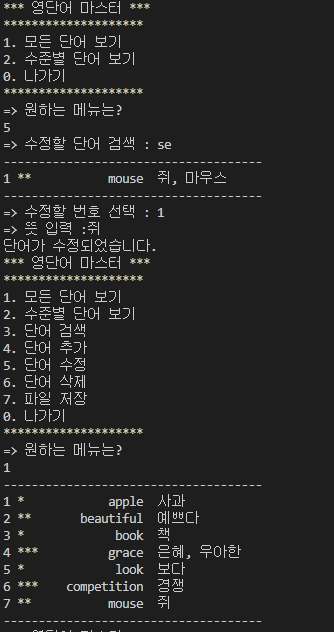 *** 영단어 마스터 ***
********************
1. 모든 단어 보기
2. 수준별 단어 보기
0. 나가기
********************
=> 원하는 메뉴는?
5
=> 수정할 단어 검색 : se
-------------------------------------
1 ** mouse 쥐, 마우스
-------------------------------------
=> 수정할 번호 선택 : 1
=> 뜻 입력 :쥐
단어가 수정되었습니다.
*** 영단어 마스터 ***
********************
1. 모든 단어 보기
2. 수준별 단어 보기
3. 단어 검색
4. 단어 추가
5. 단어 수정
6. 단어 삭제
7. 파일 저장
0. 나가기
********************
=> 원하는 메뉴는?
1
-------------------------------------
1 * apple 사과
2 ** beautiful 예쁘다
3 * book 책
4 *** grace 은혜, 우아한
5 * look 보다
6 *** competition 경쟁
7 ** mouse 쥐
-------------------------------------